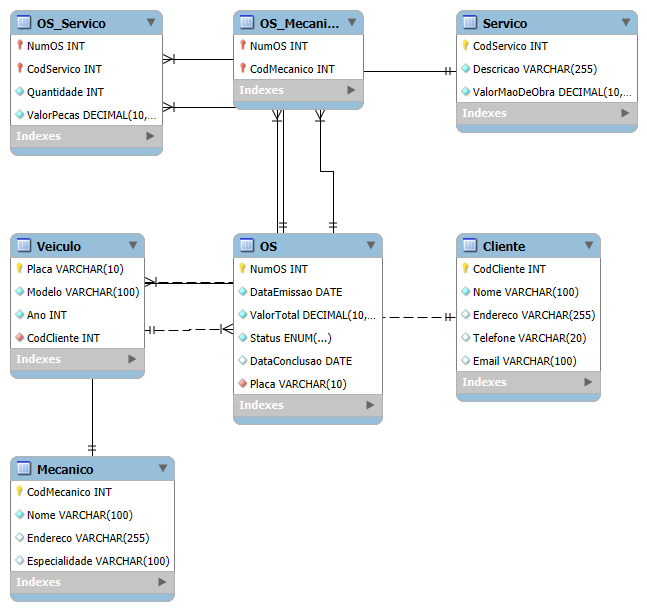 OS_Servico
NumOS INT
CodServico INT
Quantidade INT
ValorPecas DECIMAL(10,...
Indexes
OS_Mecani...
NumOS INT
CodMecanico INT
Indexes
Servico
CodServico INT
Descricao VARCHAR(255)
ValorMaoDeObra DECIMAL(10,...
Indexes
Veiculo
Placa VARCHAR(10)
Modelo VARCHAR(100)
Ano INT
CodCliente INT
Indexes
OS
NumOS INT
DataEmissao DATE
ValorTotal DECIMAL(10,...
Status ENUM(...)
DataConclusao DATE
Placa VARCHAR(10)
Indexes
Cliente
CodCliente INT
Nome VARCHAR(100)
Endereco VARCHAR(255)
Telefone VARCHAR(20)
Email VARCHAR(100)
Indexes
Mecanico
CodMecanico INT
Nome VARCHAR(100)
Endereco VARCHAR(255)
Especialidade VARCHAR(100)
Indexes